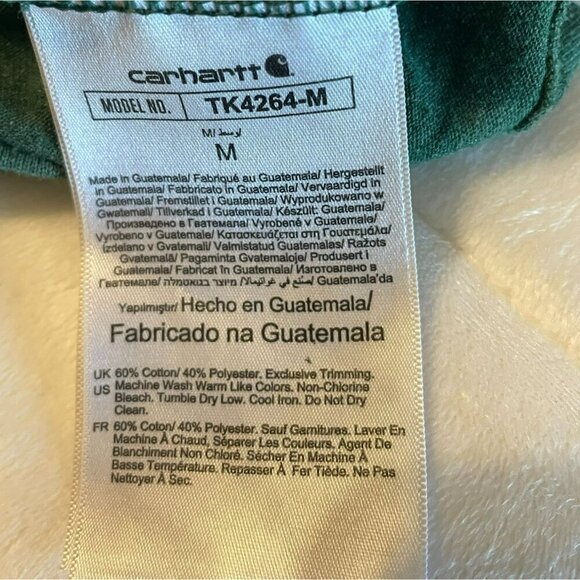 carhartt
MODEL NO. TK4264-M
M/ لوسط
M
Made in Guatemala/ Fabriqué au Guatemala/ Hergestellt
in Guatemala/ Fabbricato in Guatemala/ Vervaardigd in
Guatemala/ Fremstillet i Guatemala/ Wyprodukowano w
Gwatemali/ Tillverkad i Guatemala/ Készült: Guatemala/
Произведено в Гватемала/ Vyrobené v Guatemale/
Vyrobeno v Guatemale/ Κατασκευάζεται στη Γουατεμάλα/
Izdelano v Gvatemali/ Valmistatud Guatemalas/ Ražots
Gvatemalā/ Pagaminta Gvatemaloje/ Produsert i
Guatemala/ Fabricat în Guatemala/ Изготовлено в
Гватемале/ מיוצר בגואטמלה/ صنع في غواتيمالا/ Guatemala'da
Yapılmıştır/ Hecho en Guatemala/
Fabricado na Guatemala
UK 60% Cotton/ 40% Polyester. Exclusive Trimming.
US Machine Wash Warm Like Colors. Non-Chlorine
Bleach. Tumble Dry Low. Cool Iron. Do Not Dry
Clean.
FR 60% Coton/ 40% Polyester. Sauf Garnitures. Laver En
Machine À Chaud, Séparer Les Couleurs. Agent De
Blanchiment Non Chloré. Sécher En Machine À
Basse Température. Repasser À Fer Tiède. Ne Pas
Nettoyer À Sec.